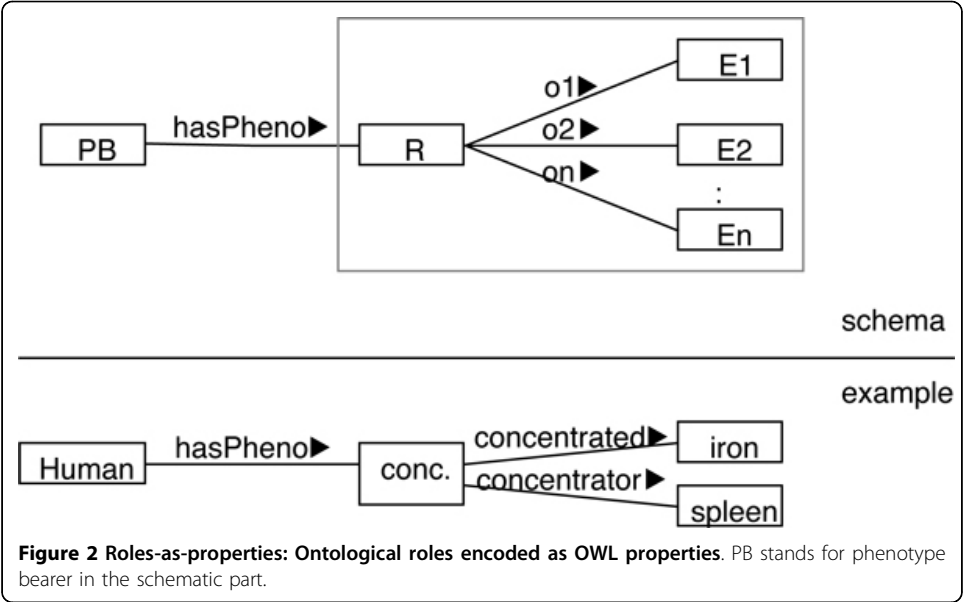 E1
o1▶
hasPheno▶
o2▶
PB
R
E2
on▶
:
En
schema
example
hasPheno▶
concentrated▶
iron
Human
conc.
concentrator▶
spleen
Figure 2 Roles-as-properties: Ontological roles encoded as OWL properties. PB stands for phenotype
bearer in the schematic part.